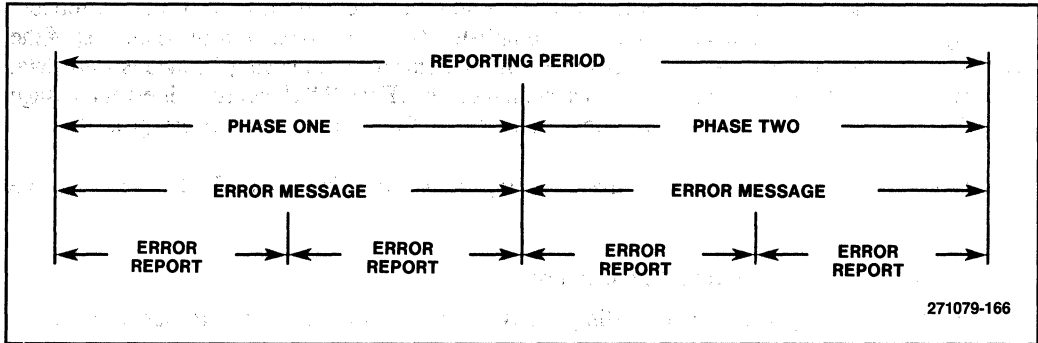 REPORTING PERIOD
PHASE ONE PHASE TWO
ERROR MESSAGE ERROR MESSAGE
ERROR ERROR ERROR ERROR
REPORT REPORT REPORT REPORT
271079-166